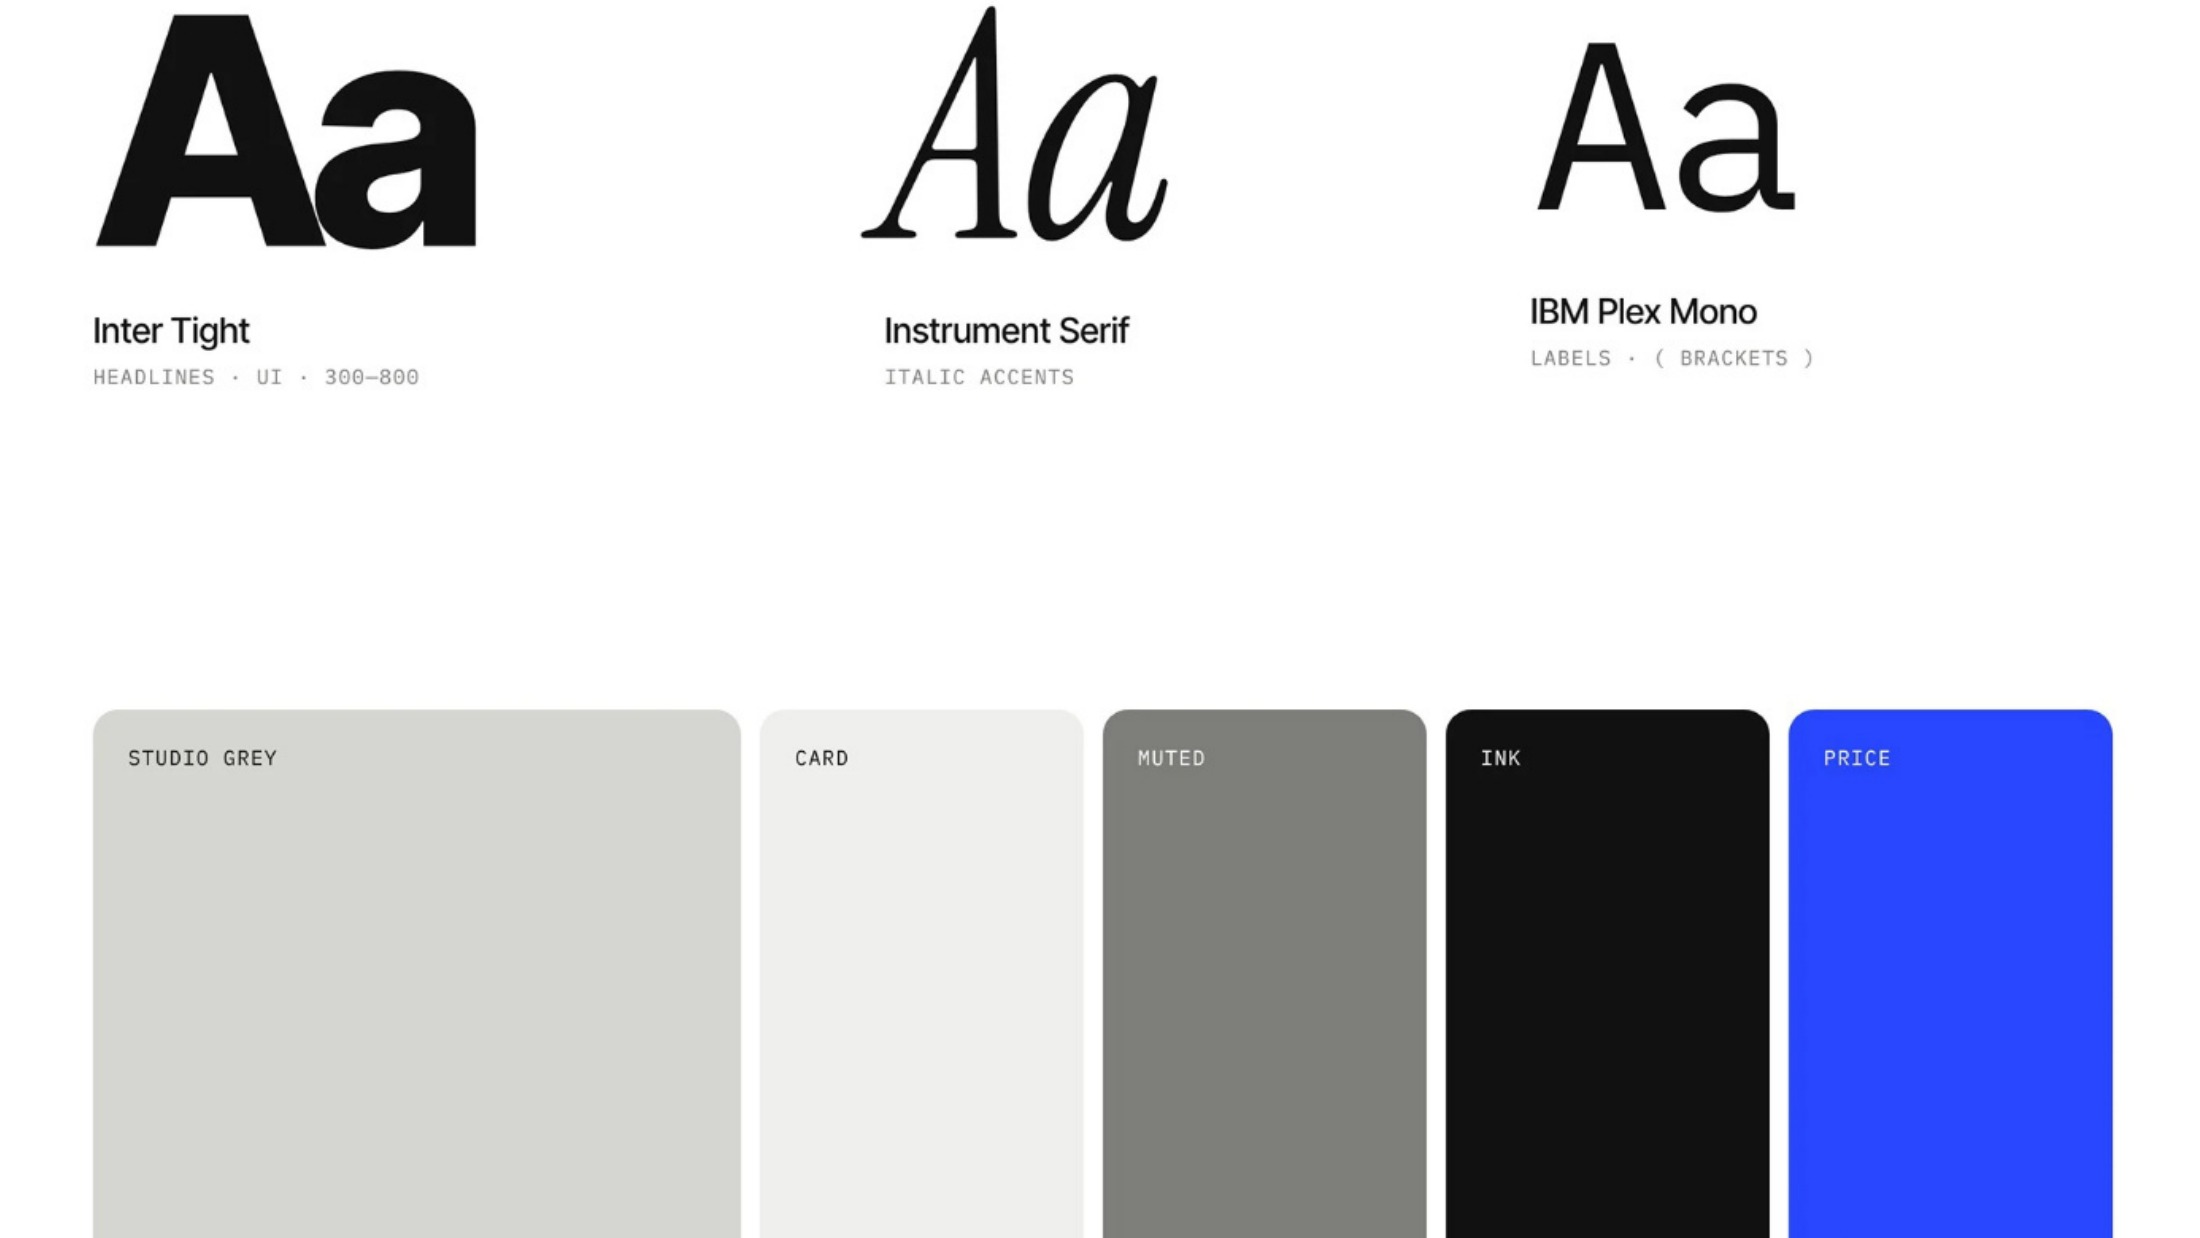 Aa
Inter Tight
HEADLINES · UI · 300—800
Aa
Instrument Serif
ITALIC ACCENTS
Aa
IBM Plex Mono
LABELS · ( BRACKETS )
STUDIO GREY
CARD
MUTED
INK
PRICE